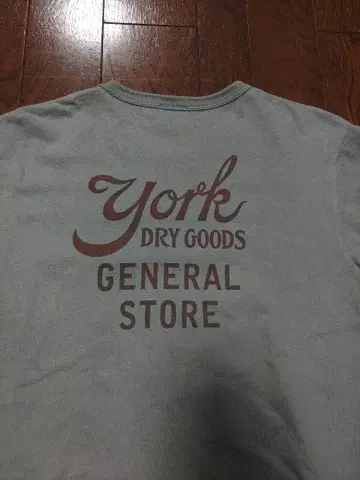 York
DRY GOODS
GENERAL
STORE